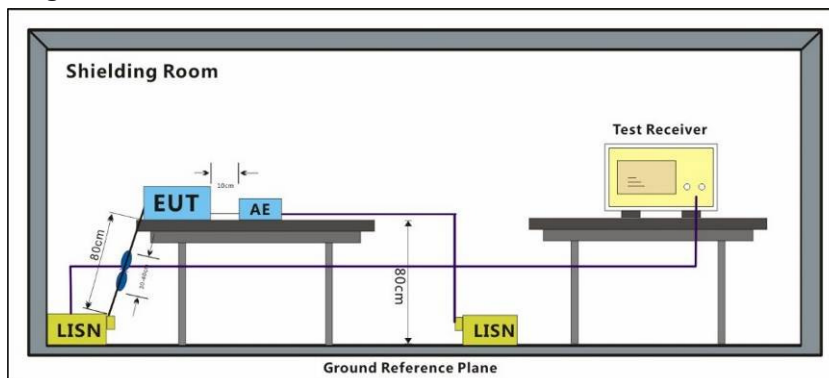 Shielding Room
Test Receiver
10cm
EUT
AE
80cm
80cm
LISN
LISN
Ground Reference Plane